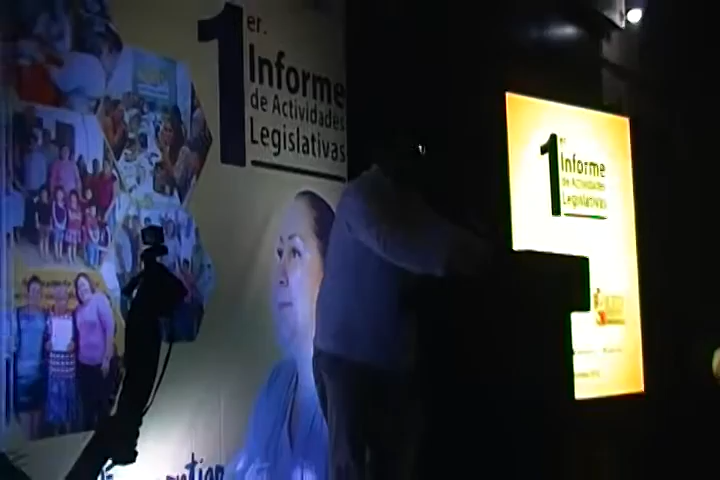 1er.
Informe
de Actividades
Legislativas
1er
Informe
de Actividades
Legislativas